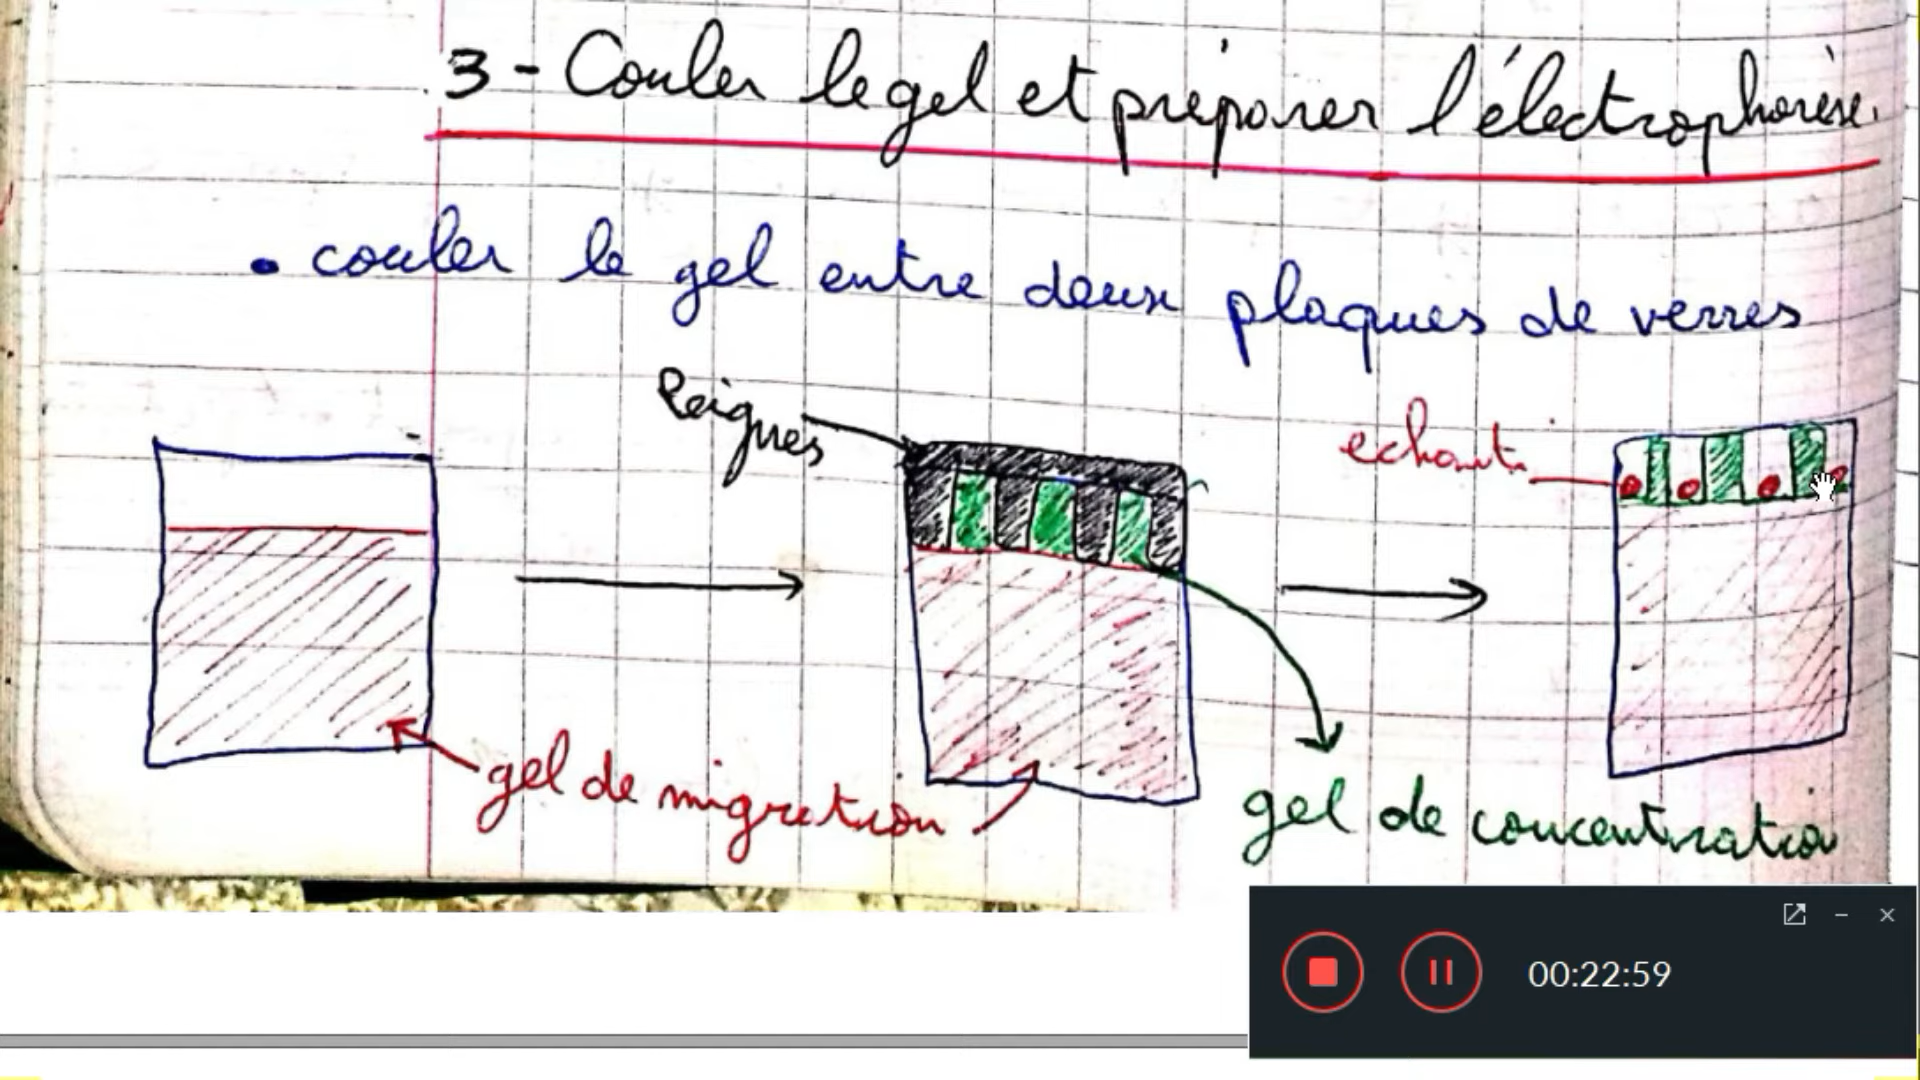 3 - Couler le gel et préparer l'électrophorèse.
• couler le gel entre deux plaques de verres
Peignes
echant.
gel de migration
gel de concentration
00:22:59